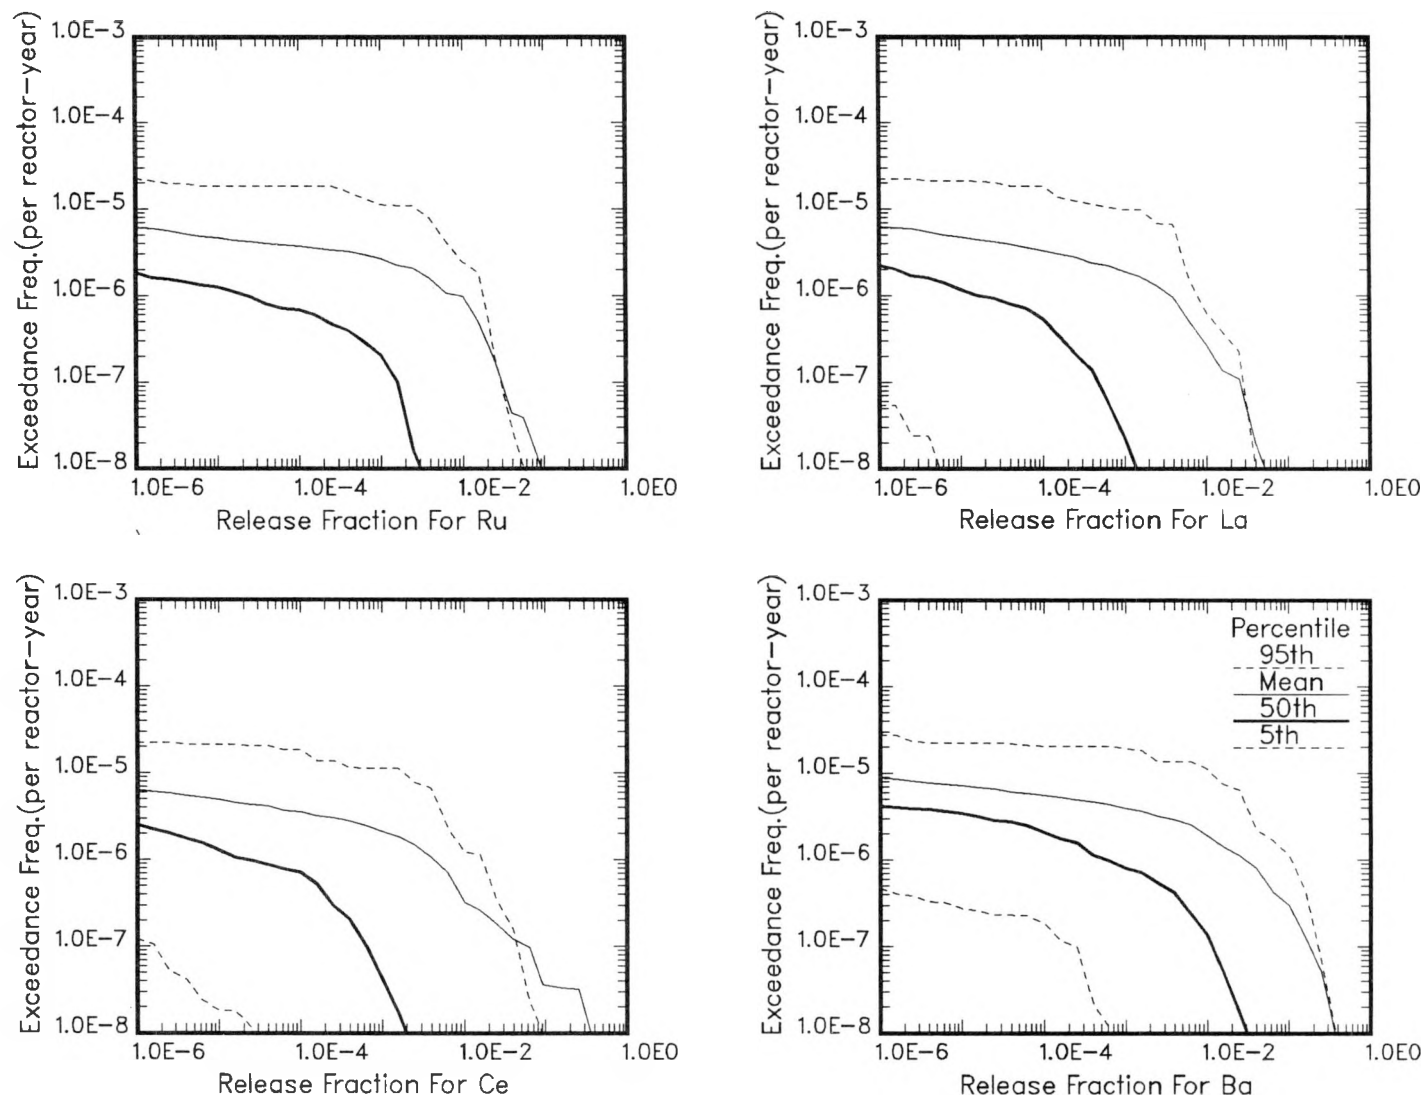 Exceedance Freq.(per reactor-year)
1.0E-3
1.0E-4
1.0E-5
1.0E-6
1.0E-7
1.0E-8
1.0E-6 1.0E-4 1.0E-2 1.0E0
Release Fraction For Ru
Exceedance Freq.(per reactor-year)
1.0E-3
1.0E-4
1.0E-5
1.0E-6
1.0E-7
1.0E-8
1.0E-6 1.0E-4 1.0E-2 1.0E0
Release Fraction For La
Exceedance Freq.(per reactor-year)
1.0E-3
1.0E-4
1.0E-5
1.0E-6
1.0E-7
1.0E-8
1.0E-6 1.0E-4 1.0E-2 1.0E0
Release Fraction For Ce
Exceedance Freq.(per reactor-year)
1.0E-3
1.0E-4
1.0E-5
1.0E-6
1.0E-7
1.0E-8
Percentile
95th
Mean
50th
5th
1.0E-6 1.0E-4 1.0E-2 1.0E0
Release Fraction For Ba